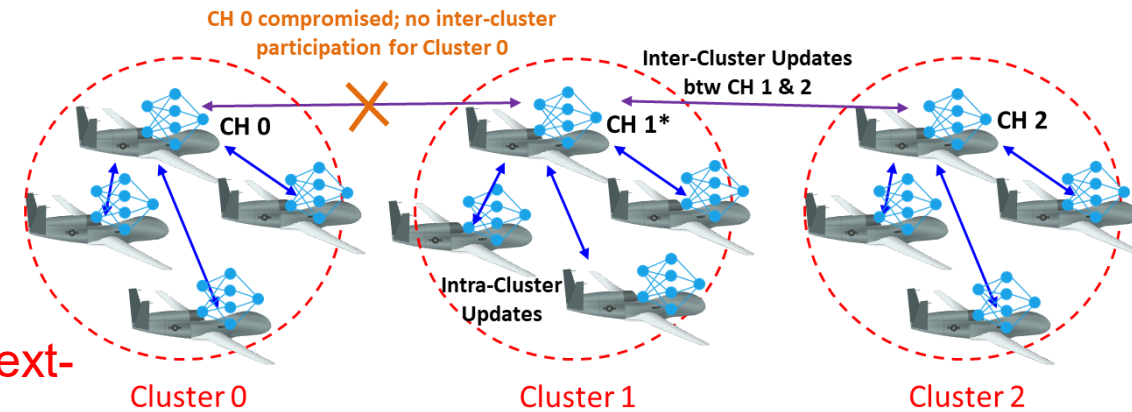 CH 0 compromised; no inter-cluster
participation for Cluster 0
Inter-Cluster Updates
btw CH 1 & 2
CH 0
CH 1*
CH 2
Intra-Cluster
Updates
ext-
Cluster 0
Cluster 1
Cluster 2